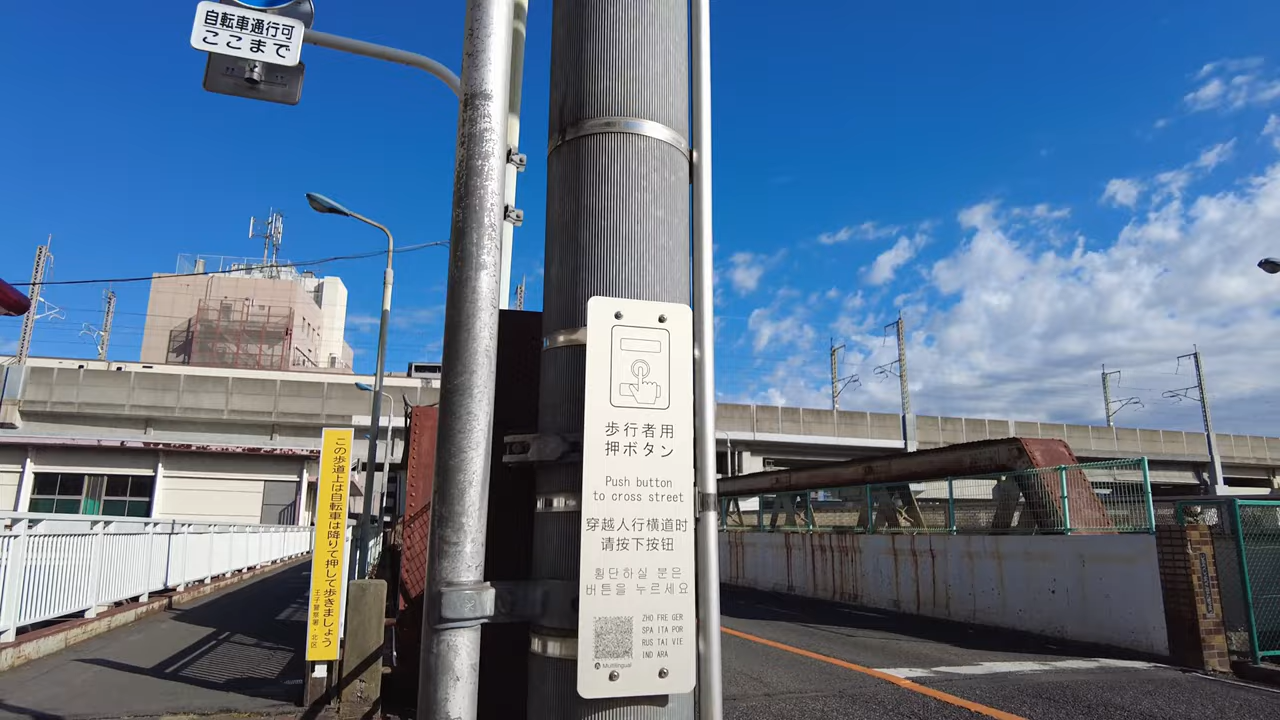 自転車通行可
ここまで
この歩道上は自転車は降りて押して歩きましょう
王子警察署・北区
歩行者用
押ボタン
Push button
to cross street
穿越人行横道时
请按下按钮
횡단하실 분은
버튼을 누르세요
ZHO FRE GER
SPA ITA POR
RUS TAI VIE
IND ARA
Multilingual